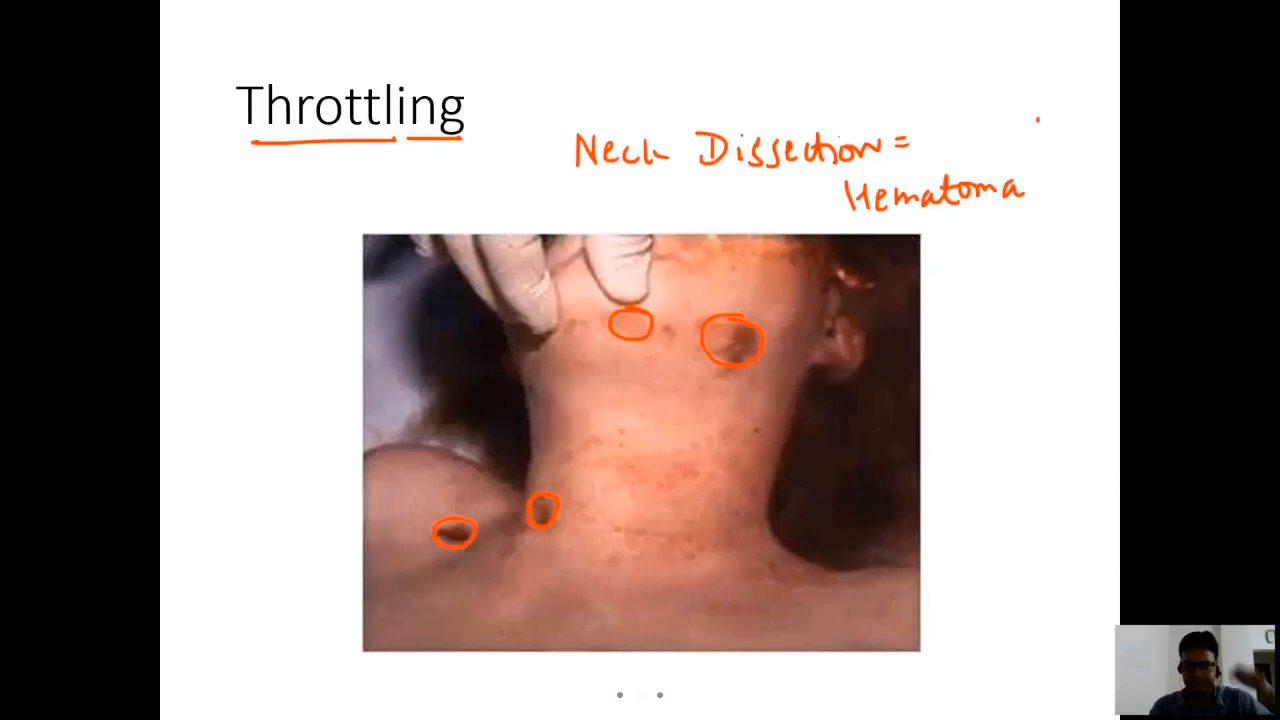 Throttling
Neck Dissection =
Hematoma